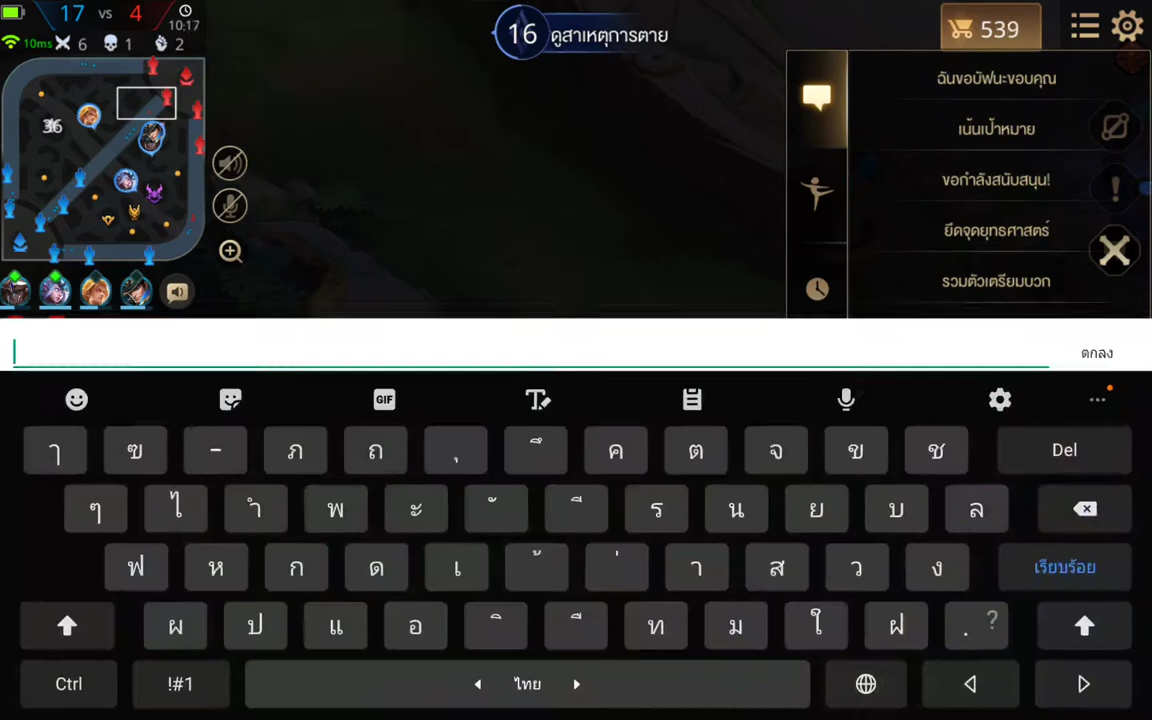 17 vs 4
10:17
10ms 6 1 2
36
16 ดูสาเหตุการตาย
539
ฉันขอบัฟนะขอบคุณ
เน้นเป้าหมาย
ขอกำลังสนับสนุน!
ยึดจุดยุทธศาสตร์
รวมตัวเตรียมบวก
ตกลง
GIF
ๅ ฃ - ภ ถ ุ ึ ค ต จ ข ช Del
ๆ ไ ำ พ ะ ั ี ร น ย บ ล
ฟ ห ก ด เ ้ ่ า ส ว ง เรียบร้อย
ผ ป แ อ ิ ื ท ม ใ ฝ . ?
Ctrl !#1 ไทย